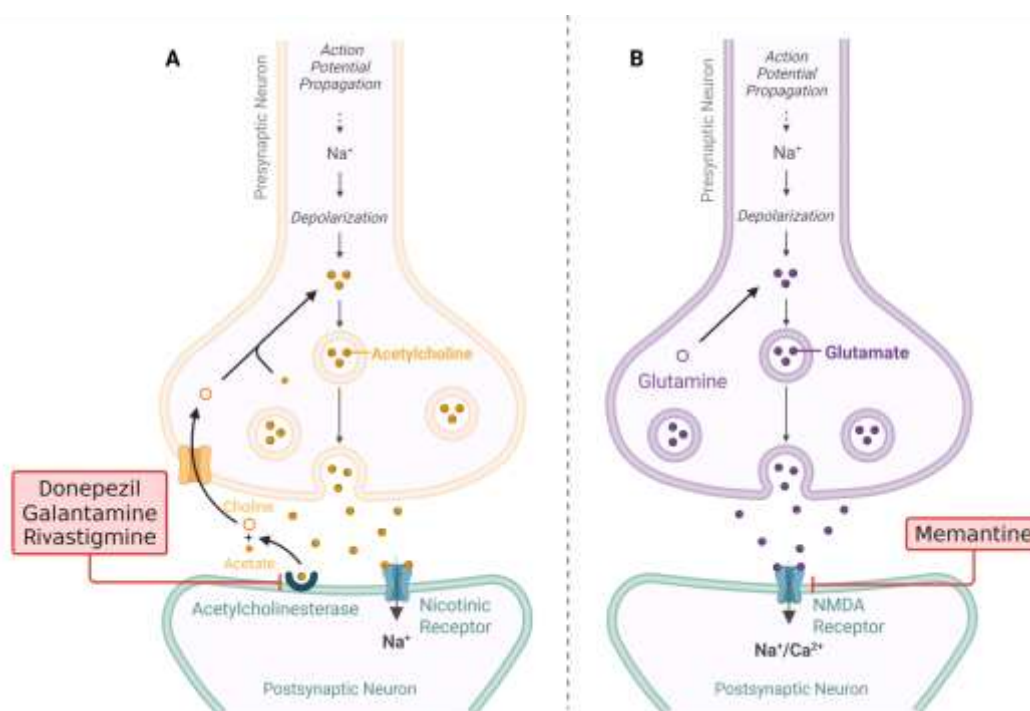 A
Presynaptic Neuron
Action
Potential
Propagation
Na⁺
Depolarization
Acetylcholine
Donepezil
Galantamine
Rivastigmine
Choline
+
Acetate
Acetylcholinesterase
Nicotinic
Receptor
Na⁺
Postsynaptic Neuron
B
Presynaptic Neuron
Action
Potential
Propagation
Na⁺
Depolarization
Glutamate
Glutamine
Memantine
NMDA
Receptor
Na⁺/Ca²⁺
Postsynaptic Neuron